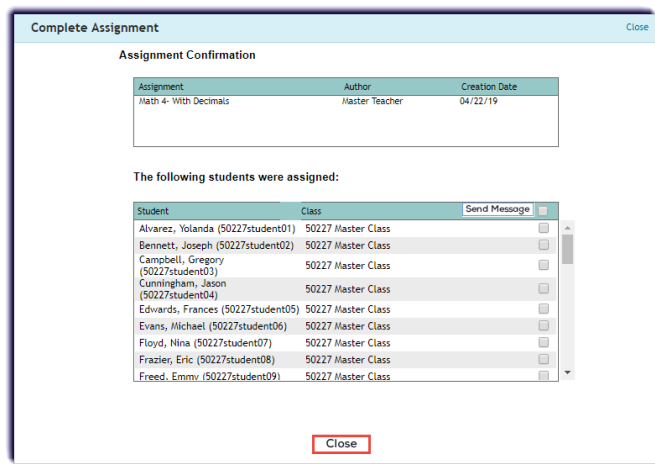 Complete Assignment Close
Assignment Confirmation
Assignment Author Creation Date
Math 4- With Decimals Master Teacher 04/22/19
The following students were assigned:
Student Class Send Message
Alvarez, Yolanda (50227student01) 50227 Master Class
Bennett, Joseph (50227student02) 50227 Master Class
Campbell, Gregory
(50227student03) 50227 Master Class
Cunningham, Jason
(50227student04) 50227 Master Class
Edwards, Frances (50227student05) 50227 Master Class
Evans, Michael (50227student06) 50227 Master Class
Floyd, Nina (50227student07) 50227 Master Class
Frazier, Eric (50227student08) 50227 Master Class
Freed, Emmy (50227student09) 50227 Master Class
Close